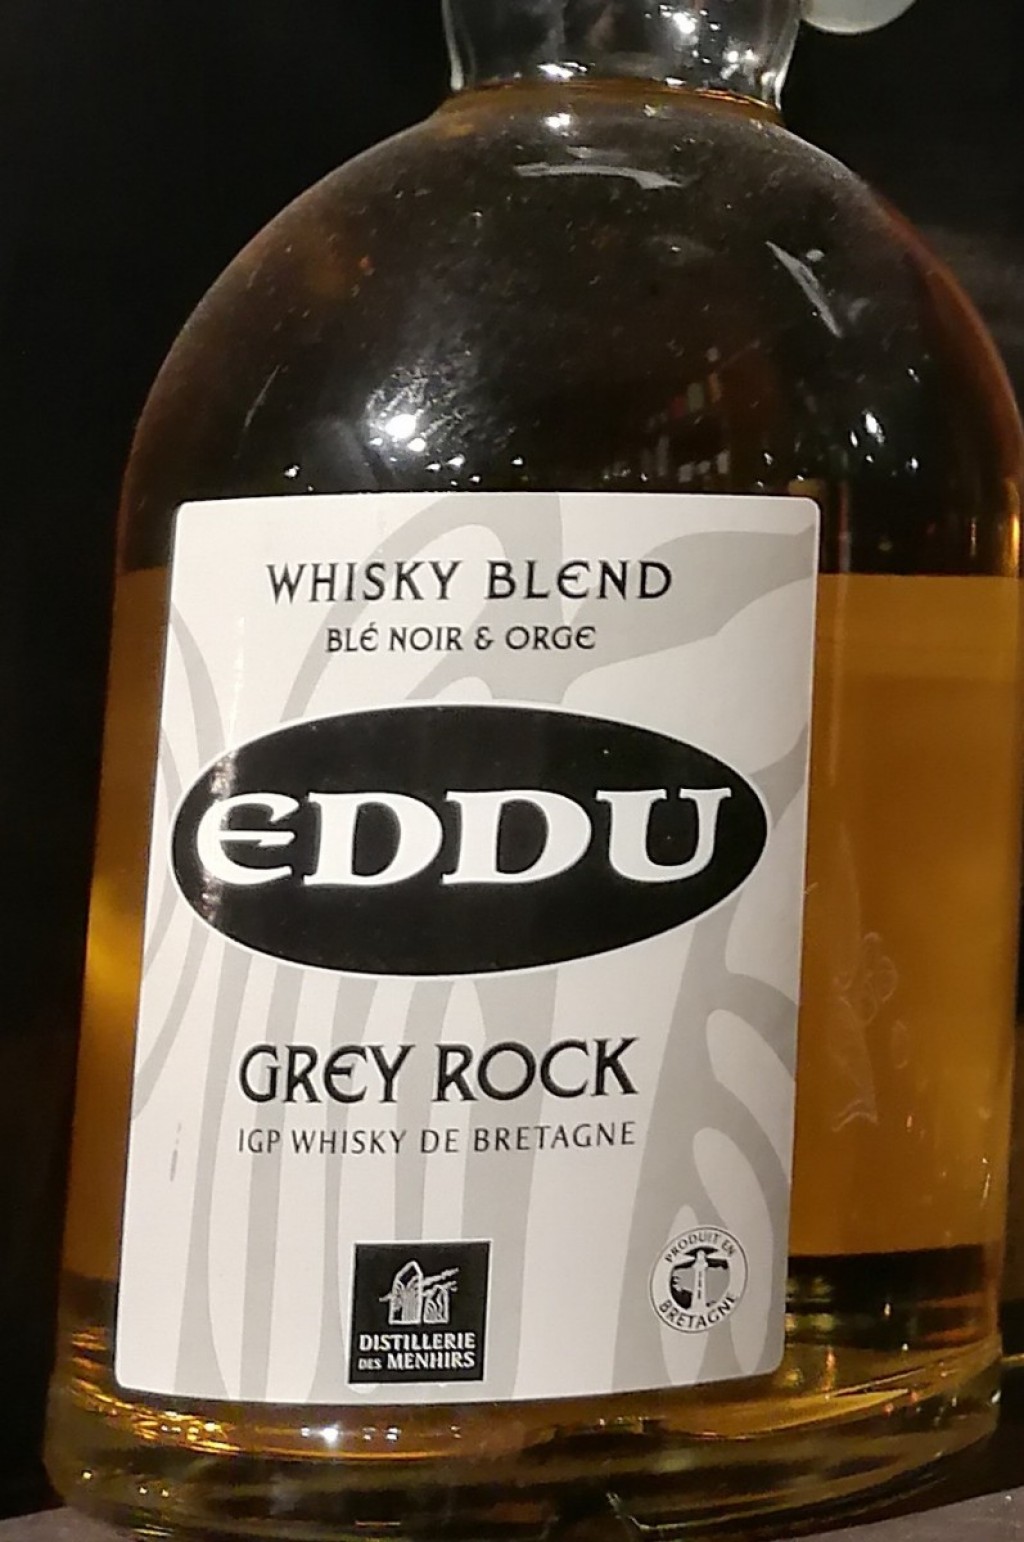 WHISKY BLEND
BLÉ NOIR & ORGE
EDDU
GREY ROCK
IGP WHISKY DE BRETAGNE
DISTILLERIE
DES MENHIRS
PRODUIT EN
BRETAGNE